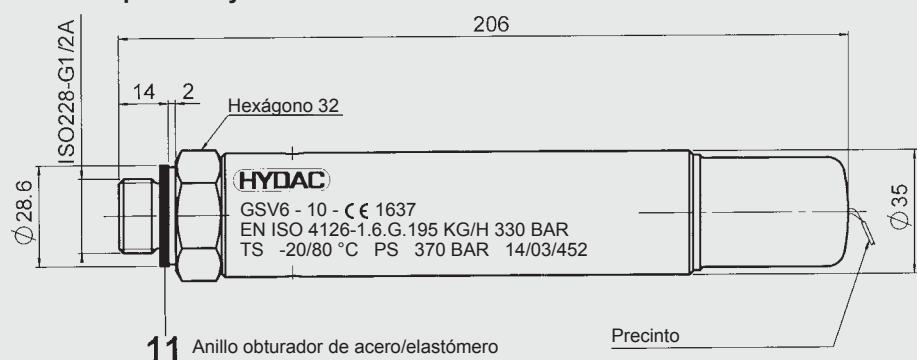 206
ISO228-G1/2A
14
2
Hexágono 32
Ø28.6
HYDAC
GSV6 - 10 - CE 1637
EN ISO 4126-1.6.G.195 KG/H 330 BAR
TS -20/80 °C PS 370 BAR 14/03/452
Ø35
11 Anillo obturador de acero/elastómero
Precinto